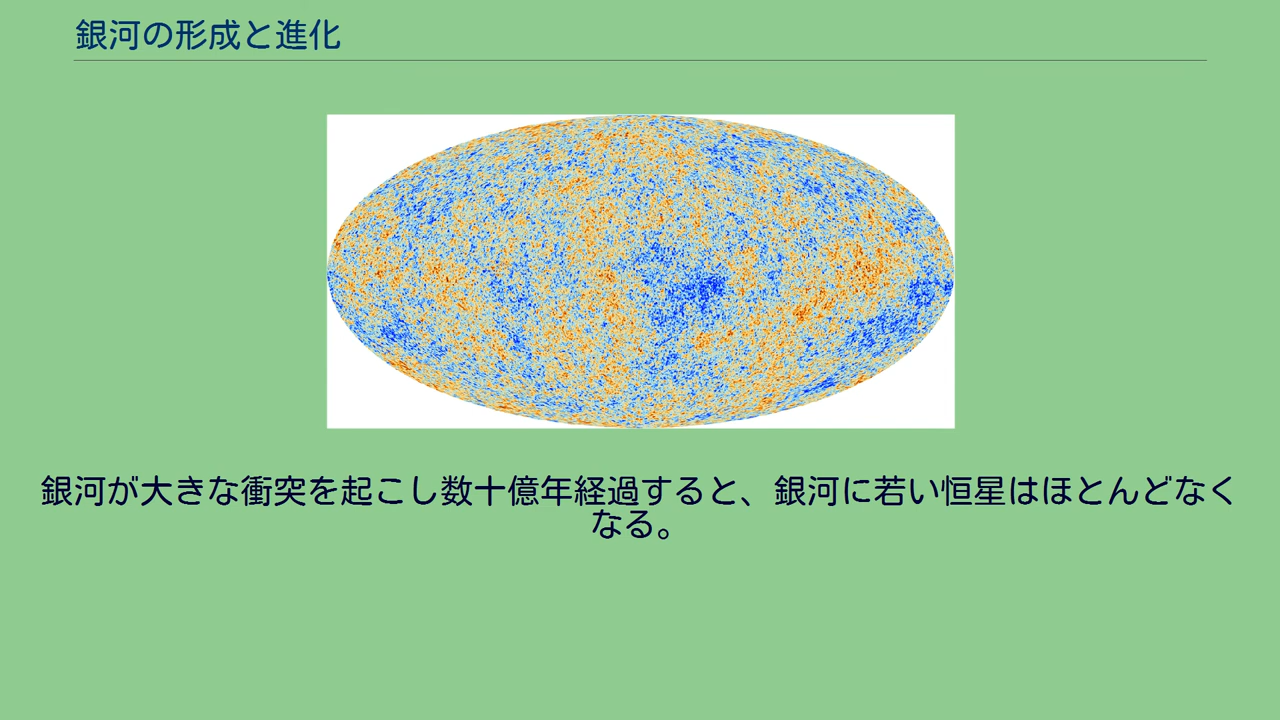 銀河の形成と進化
銀河が大きな衝突を起こし数十億年経過すると、銀河に若い恒星はほとんどなく
なる。